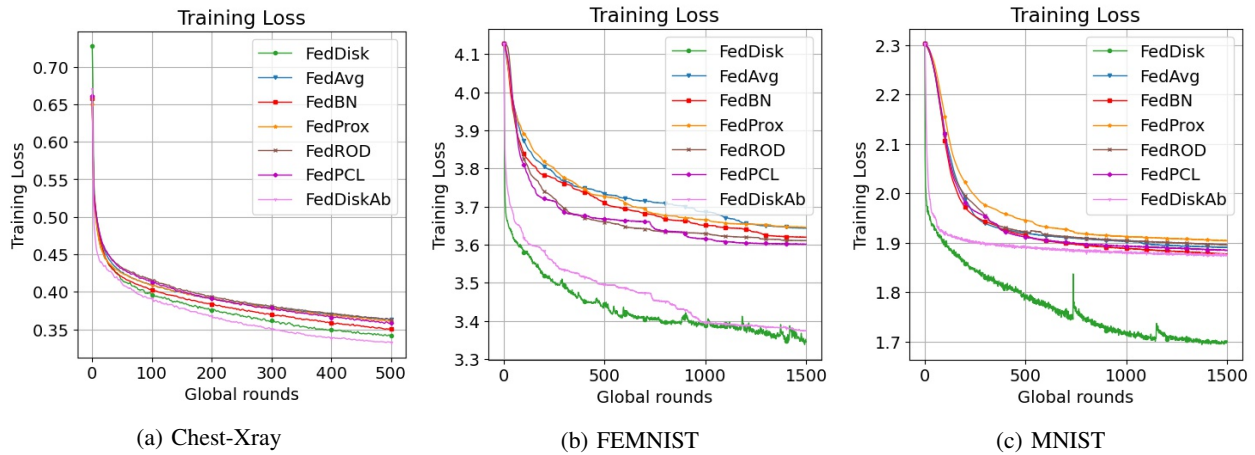 Training Loss
Training Loss
0.70
0.65
0.60
0.55
0.50
0.45
0.40
0.35
FedDisk
FedAvg
FedBN
FedProx
FedROD
FedPCL
FedDiskAb
0 100 200 300 400 500
Global rounds
(a) Chest-Xray
Training Loss
Training Loss
4.1
4.0
3.9
3.8
3.7
3.6
3.5
3.4
3.3
FedDisk
FedAvg
FedBN
FedProx
FedROD
FedPCL
FedDiskAb
0 500 1000 1500
Global rounds
(b) FEMNIST
Training Loss
Training Loss
2.3
2.2
2.1
2.0
1.9
1.8
1.7
FedDisk
FedAvg
FedBN
FedProx
FedROD
FedPCL
FedDiskAb
0 500 1000 1500
Global rounds
(c) MNIST